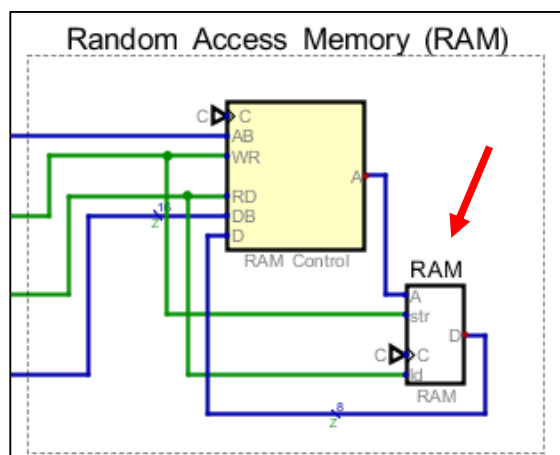 Random Access Memory (RAM)
C C
AB
WR
A
RD
16
Z
DB
D
RAM Control
RAM
A
str
D
C C
ld
RAM
8
Z